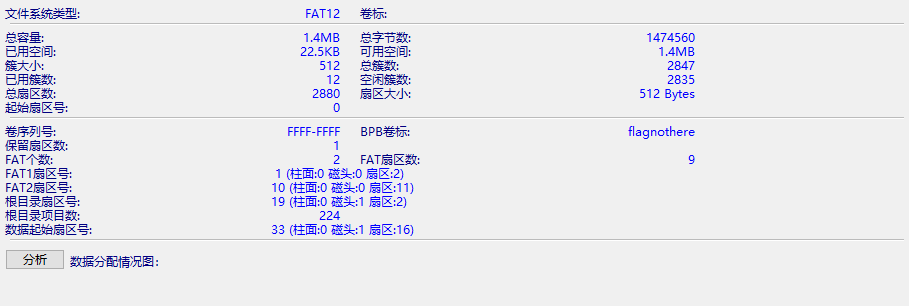 文件系统类型: FAT12 卷标:
总容量: 1.4MB 总字节数: 1474560
已用空间: 22.5KB 可用空间: 1.4MB
簇大小: 512 总簇数: 2847
已用簇数: 12 空闲簇数: 2835
总扇区数: 2880 扇区大小: 512 Bytes
起始扇区号: 0
卷序列号: FFFF-FFFF BPB卷标: flagnothere
保留扇区数: 1
FAT个数: 2 FAT扇区数: 9
FAT1扇区号: 1 (柱面:0 磁头:0 扇区:2)
FAT2扇区号: 10 (柱面:0 磁头:0 扇区:11)
根目录扇区号: 19 (柱面:0 磁头:1 扇区:2)
根目录项目数: 224
数据起始扇区号: 33 (柱面:0 磁头:1 扇区:16)
分析 数据分配情况图: